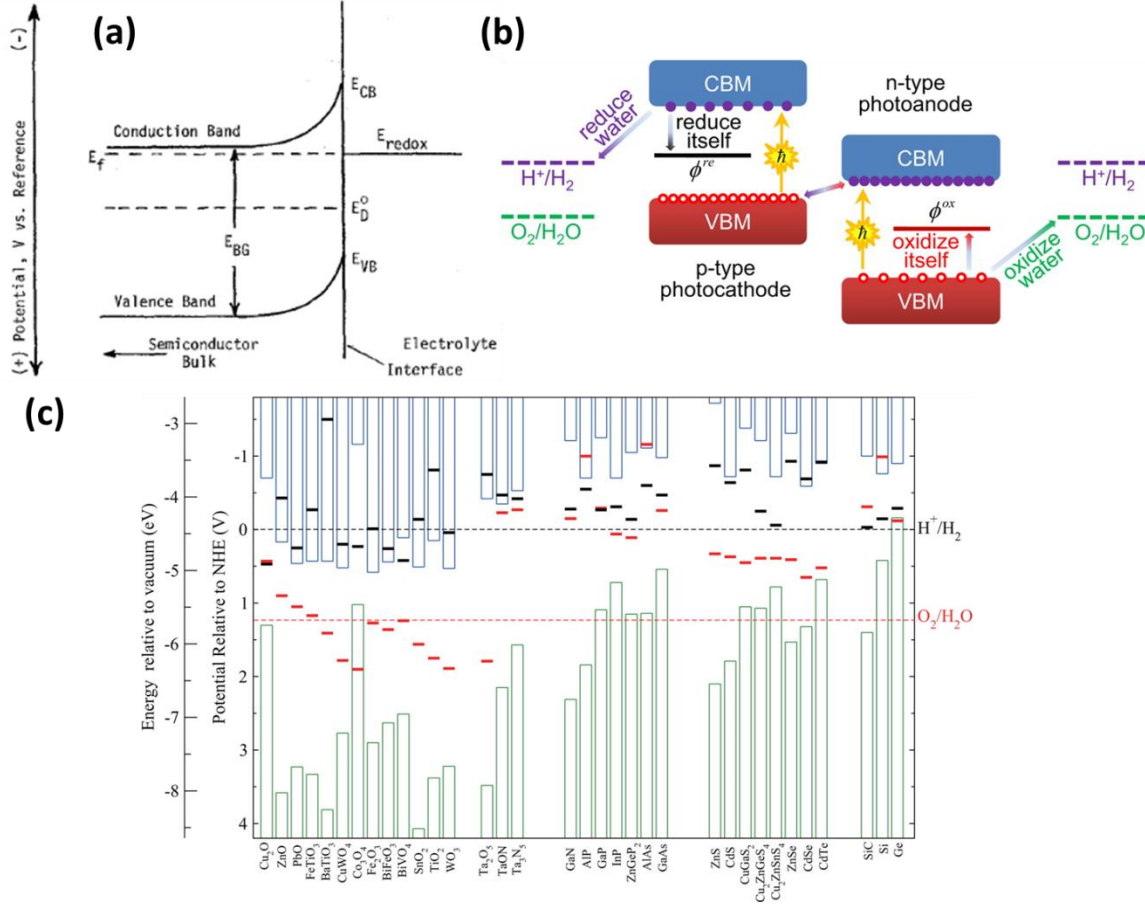 (a)
(-)
(+) Potential, V vs. Reference
E_CB
Conduction Band
E_redox
E_f
E_D^o
E_BG
E_VB
Valence Band
Semiconductor
Bulk
Electrolyte
Interface
(b)
CBM
n-type
photoanode
reduce
water
reduce
itself
ħ
CBM
H⁺/H₂
ϕ^re
H⁺/H₂
VBM
ϕ^ox
O₂/H₂O
ħ
oxidize
itself
oxidize
water
O₂/H₂O
p-type
photocathode
VBM
(c)
Energy relative to vacuum (eV)
-3
-4
-5
-6
-7
-8
Potential Relative to NHE (V)
-1
0
1
2
3
4
H⁺/H₂
O₂/H₂O
Cu₂O
ZnO
PbO
FeTiO₃
BaTiO₃
CuWO₄
Co₃O₄
Fe₂O₃
BiFeO₃
BiVO₄
SnO₂
TiO₂
WO₃
Ta₂O₅
TaON
Ta₃N₅
GaN
AlP
GaP
InP
ZnGeP₂
AlAs
GaAs
ZnS
CdS
CuGaS₂
Cu₂ZnGeS₄
Cu₂ZnSnS₄
ZnSe
CdSe
CdTe
SiC
Si
Ge